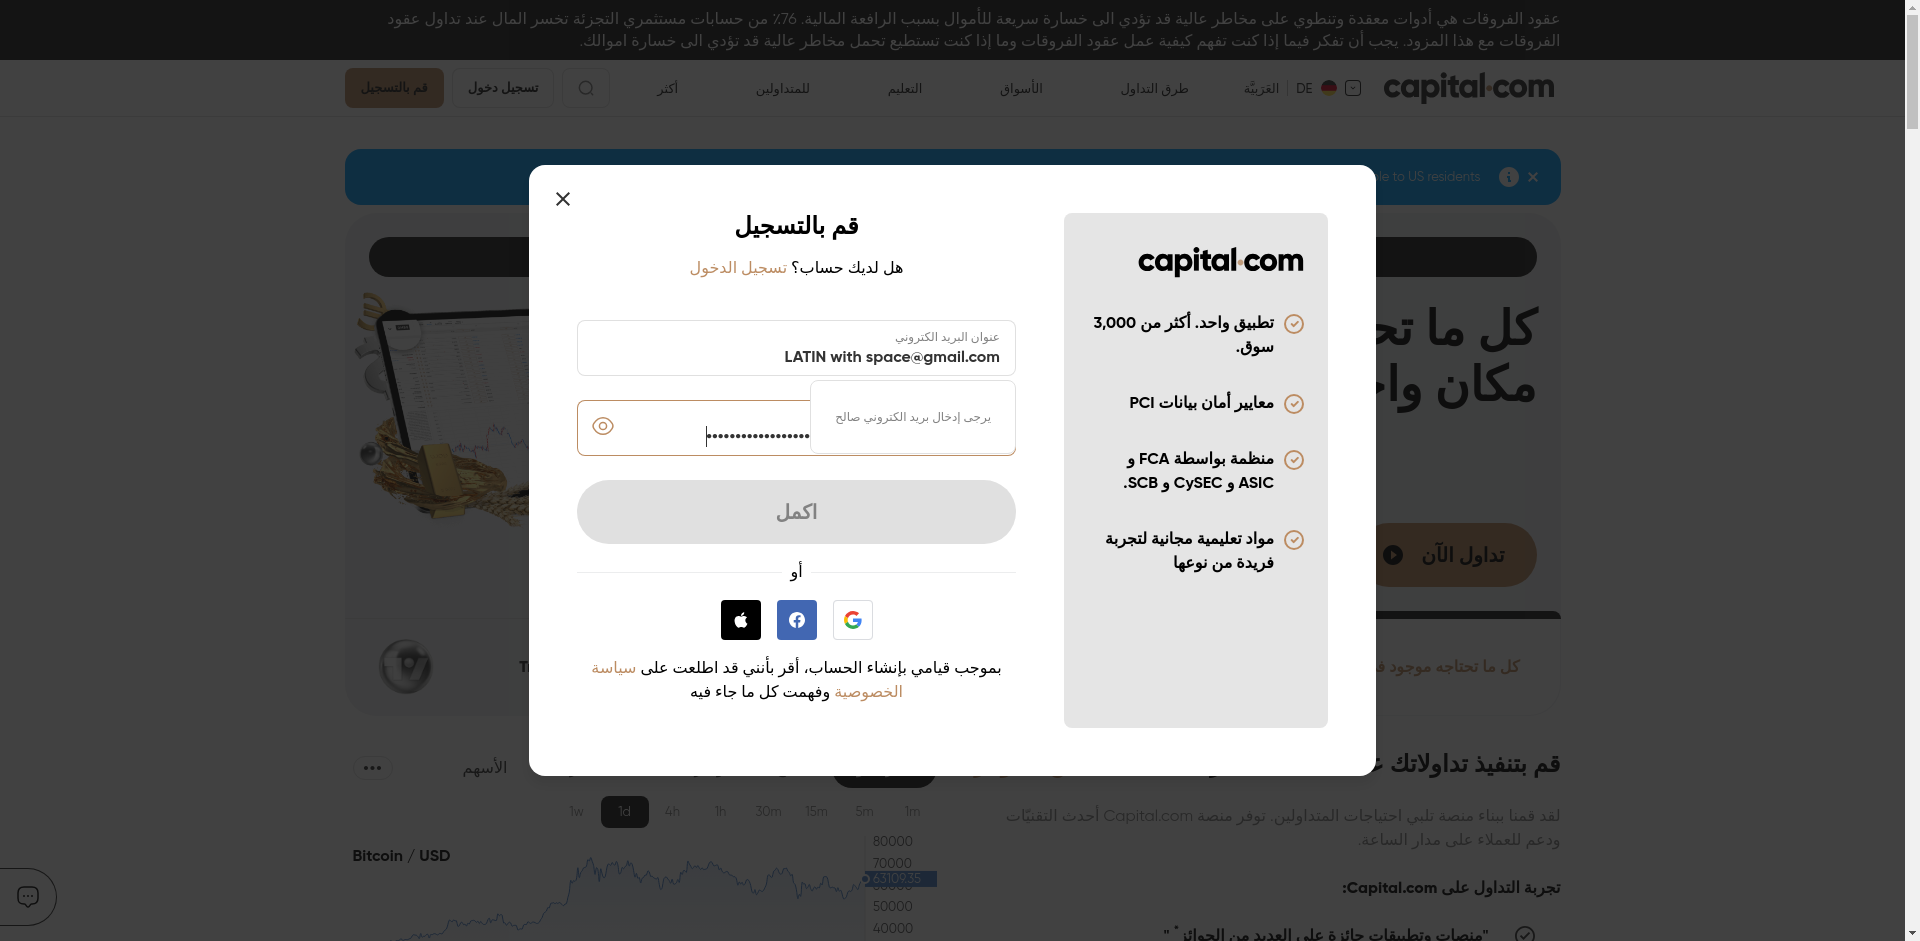 عقود الفروقات هي أدوات معقدة وتنطوي على مخاطر عالية قد تؤدي الى خسارة سريعة للأموال بسبب الرافعة المالية. 76٪ من حسابات مستثمري التجزئة تخسر المال عند تداول عقود
الفروقات مع هذا المزود. يجب أن تفكر فيما إذا كنت تفهم كيفية عمل عقود الفروقات وما إذا كنت تستطيع تحمل مخاطر عالية قد تؤدي الى خسارة اموالك.
capital.com
DE | العَرَبِيَّة
طرق التداول
الأسواق
التعليم
للمتداولين
أكثر
تسجيل دخول
قم بالتسجيل
to US residents
قم بالتسجيل
هل لديك حساب؟ تسجيل الدخول
عنوان البريد الكتروني
LATIN with space@gmail.com
يرجى إدخال بريد الكتروني صالح
••••••••••••••••••
اكمل
أو
بموجب قيامي بإنشاء الحساب، أقر بأنني قد اطلعت على سياسة
الخصوصية وفهمت كل ما جاء فيه
capital.com
تطبيق واحد. أكثر من 3,000
سوق.
معايير أمان بيانات PCI
منظمة بواسطة FCA و
ASIC و CySEC و SCB.
مواد تعليمية مجانية لتجربة
فريدة من نوعها
كل ما
مكان
تداول الآن
كل ما تحتاجه موجود
قم بتنفيذ تداولاتك
لقد قمنا ببناء منصة تلبي احتياجات المتداولين. توفر منصة Capital.com أحدث التقنيّات
ودعم للعملاء على مدار الساعة.
تجربة التداول على Capital.com:
"منصات وتطبيقات حائزة على العديد من الجوائز* "
الأسهم
1w 1d 4h 1h 30m 15m 5m 1m
Bitcoin / USD
80000
70000
63109.35
50000
40000